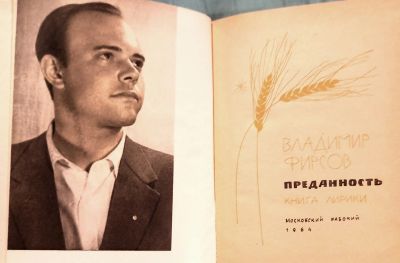 ВЛАДИМИР
ФИРСОВ
ПРЕДАННОСТЬ
КНИГА ЛИРИКИ
МОСКОВСКИЙ РАБОЧИЙ
1964